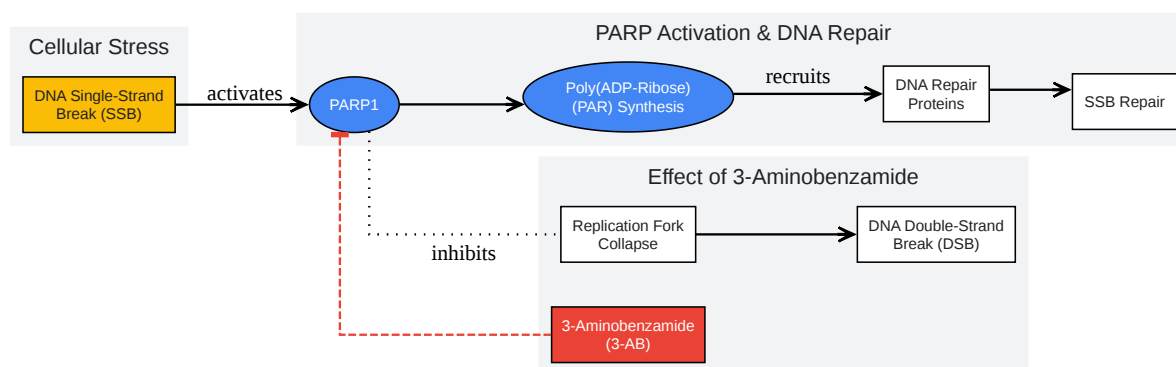 Cellular Stress
DNA Single-Strand
Break (SSB)
activates
PARP Activation & DNA Repair
PARP1
Poly(ADP-Ribose)
(PAR) Synthesis
recruits
DNA Repair
Proteins
SSB Repair
Effect of 3-Aminobenzamide
inhibits
Replication Fork
Collapse
DNA Double-Strand
Break (DSB)
3-Aminobenzamide
(3-AB)